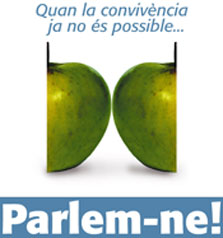 Quan la convivència
ja no és possible...
Parlem-ne!